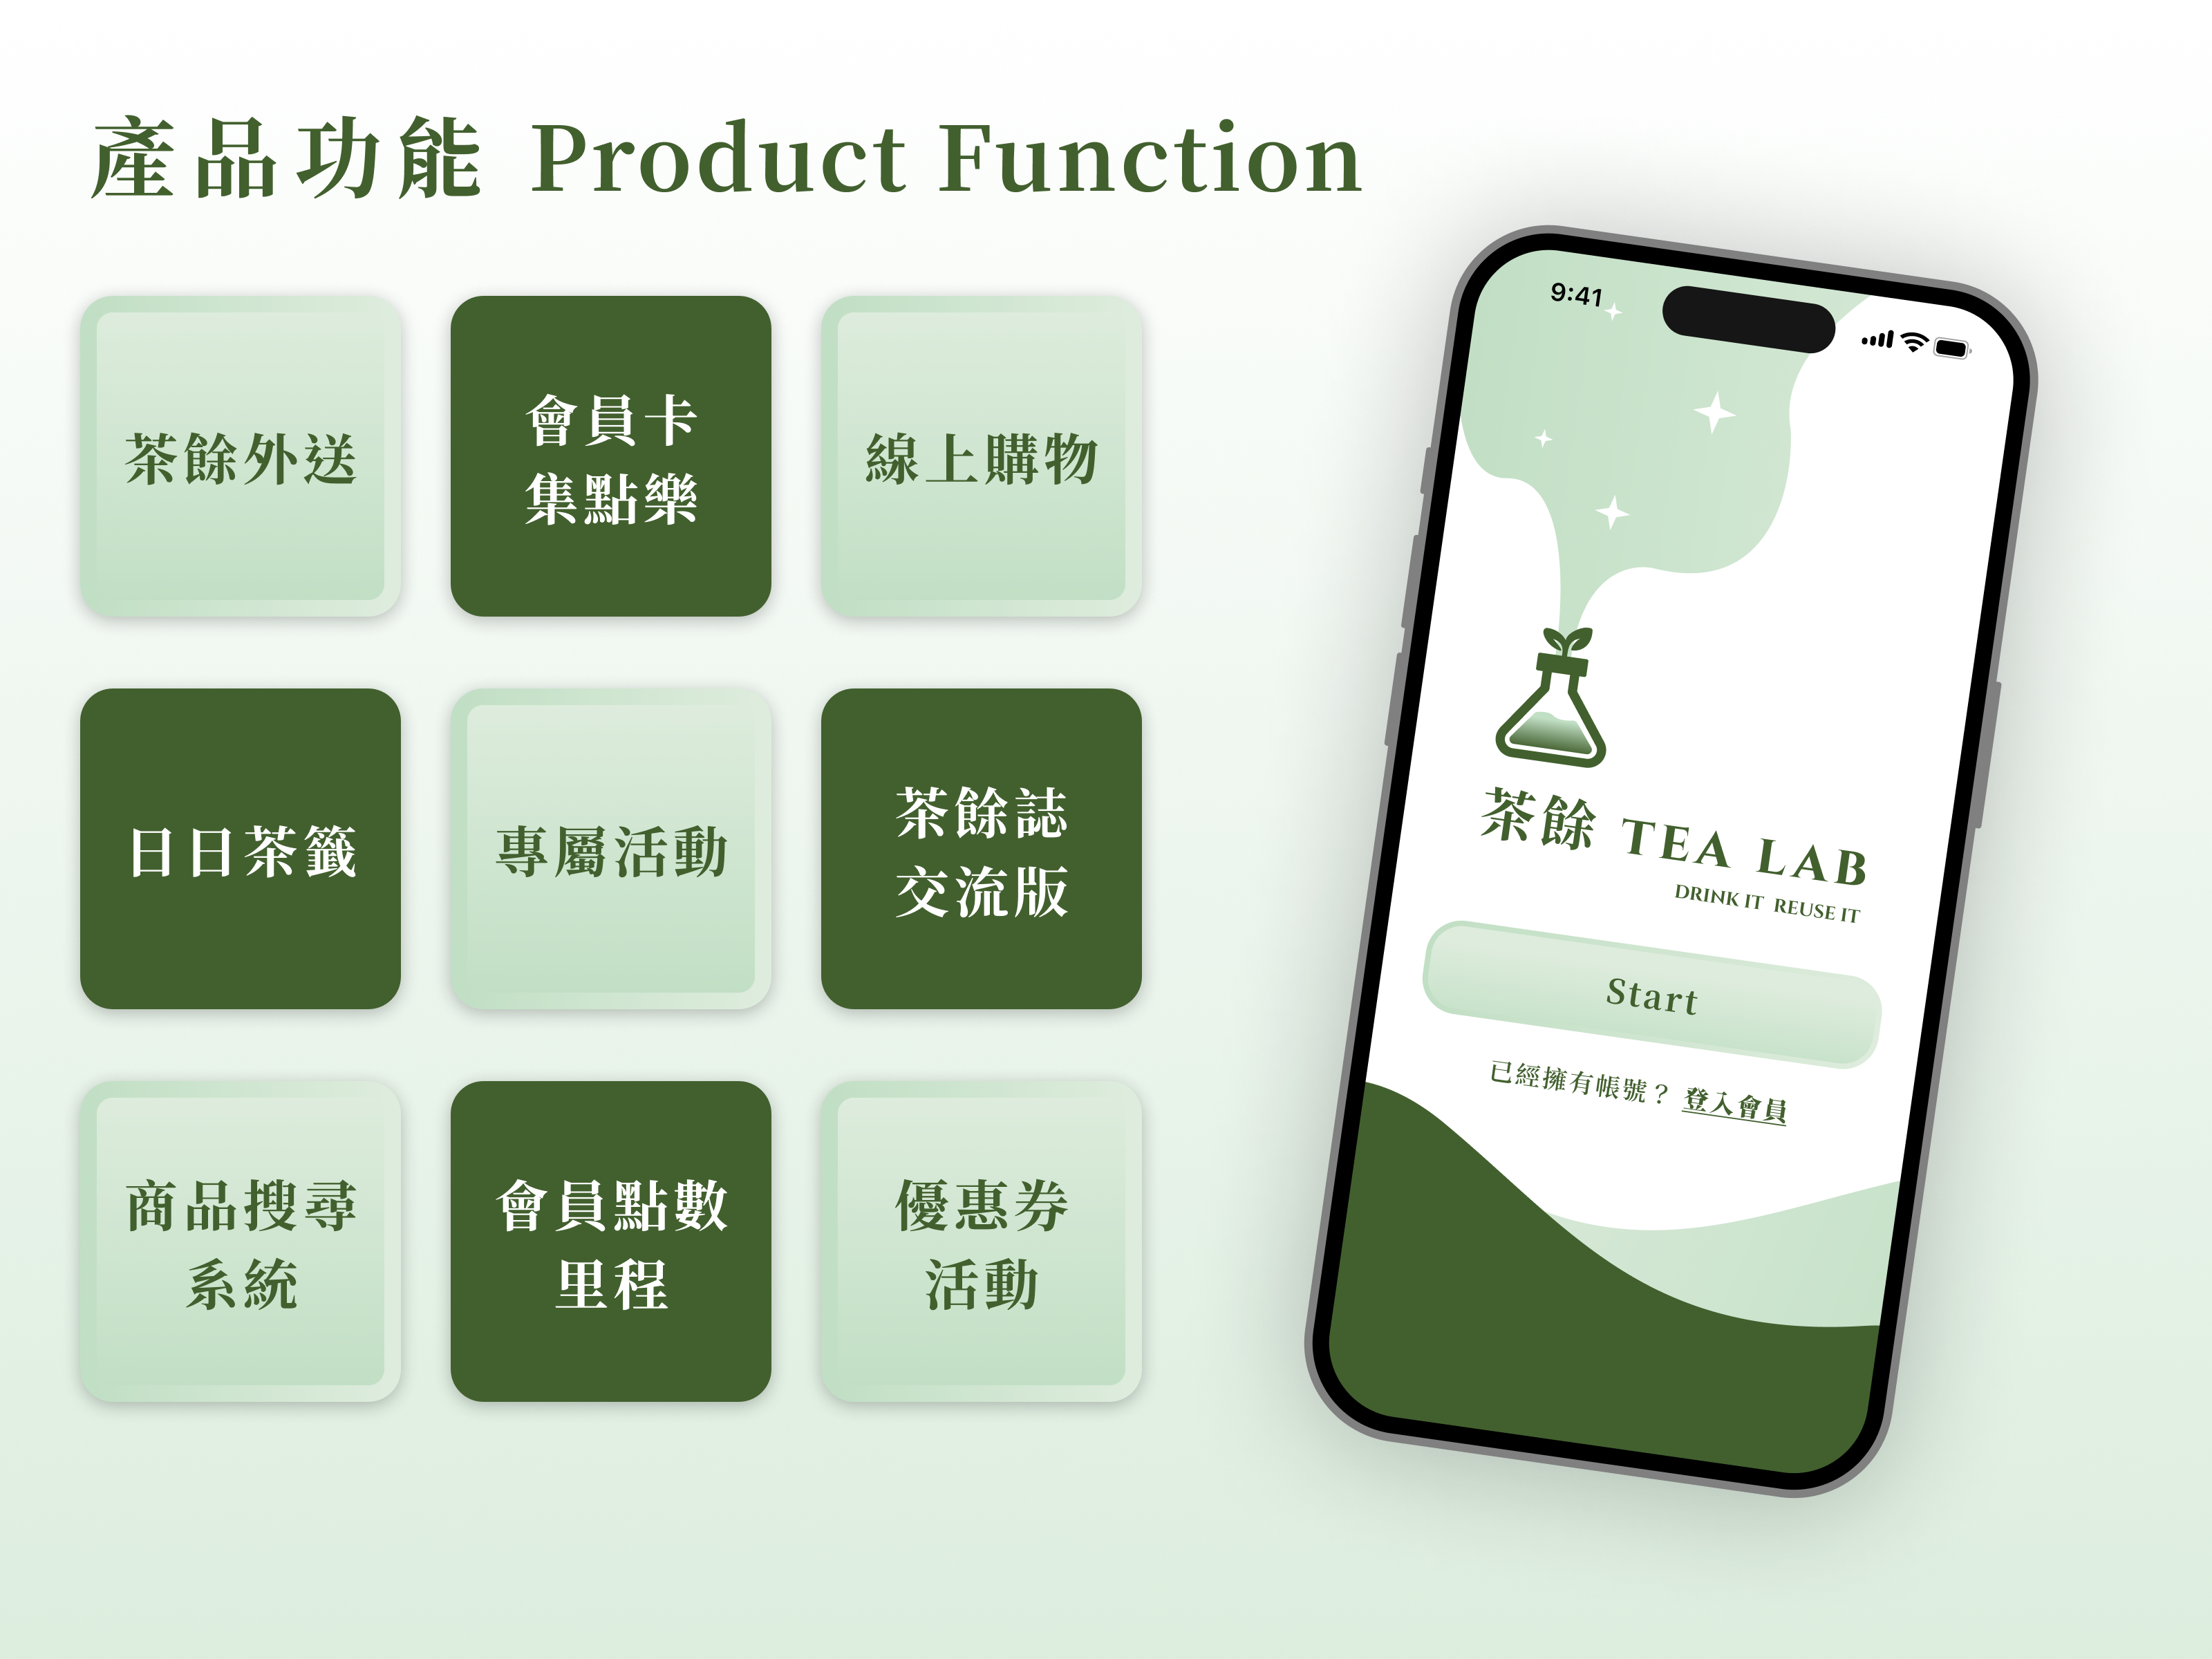 產品功能 Product Function
茶餘外送
會員卡
集點樂
線上購物
日日茶籤
專屬活動
茶餘誌
交流版
商品搜尋
系統
會員點數
里程
優惠券
活動
9:41
茶餘 TEA LAB
DRINK IT REUSE IT
Start
已經擁有帳號？ 登入會員